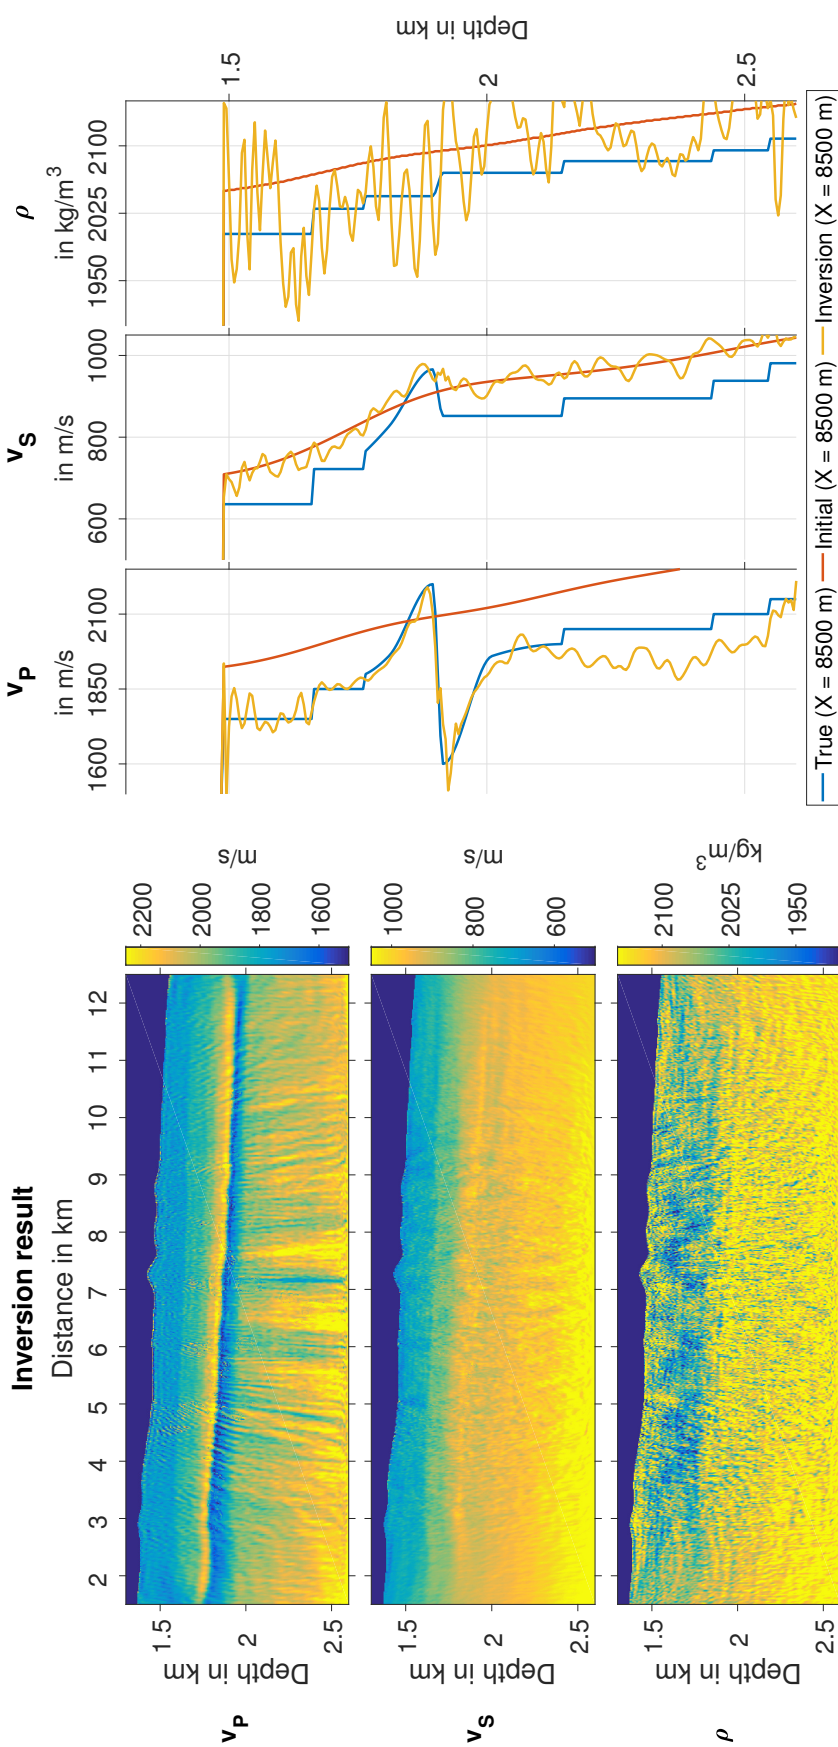 Inversion result
Distance in km
2 3 4 5 6 7 8 9 10 11 12
v_P
Depth in km
1.5
2
2.5
2200
2000
1800
1600
m/s
v_S
Depth in km
1.5
2
2.5
1000
800
600
m/s
ρ
Depth in km
1.5
2
2.5
2100
2025
1950
kg/m³
v_P
in m/s
1600 1850 2100
v_S
in m/s
600 800 1000
ρ
in kg/m³
1950 2025 2100
1.5
2
2.5
Depth in km
True (X = 8500 m) Initial (X = 8500 m) Inversion (X = 8500 m)